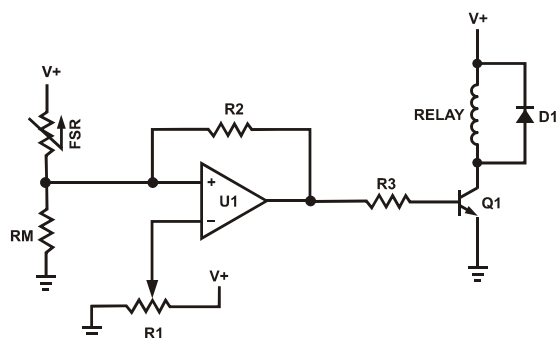 V+
V+
FSR
R2
RELAY
D1
+
U1
−
R3
Q1
RM
V+
R1